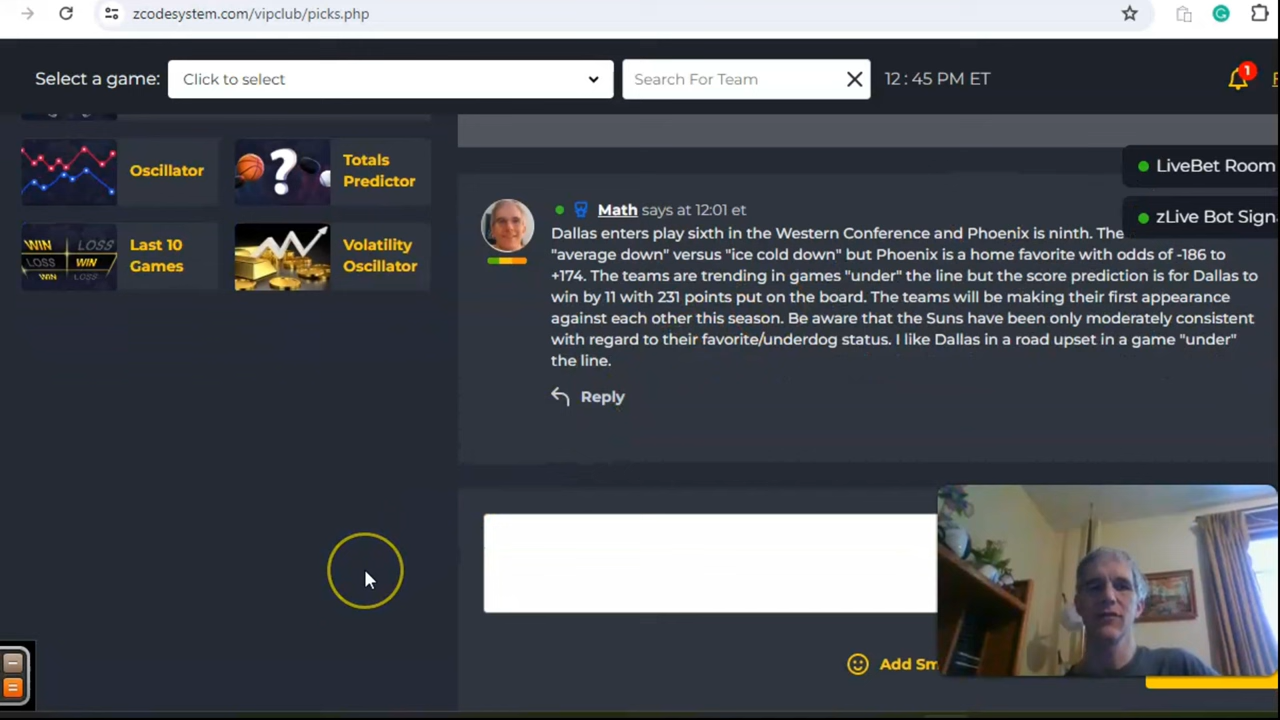 zcodesystem.com/vipclub/picks.php
Select a game: Click to select Search For Team 12 : 45 PM ET 1
Oscillator
Totals
Predictor
WIN LOSS
LOSS WIN
WIN
Last 10
Games
Volatility
Oscillator
LiveBet Room
zLive Bot Sign
Math says at 12:01 et
Dallas enters play sixth in the Western Conference and Phoenix is ninth. The
"average down" versus "ice cold down" but Phoenix is a home favorite with odds of -186 to
+174. The teams are trending in games "under" the line but the score prediction is for Dallas to
win by 11 with 231 points put on the board. The teams will be making their first appearance
against each other this season. Be aware that the Suns have been only moderately consistent
with regard to their favorite/underdog status. I like Dallas in a road upset in a game "under"
the line.
Reply
Add Sm